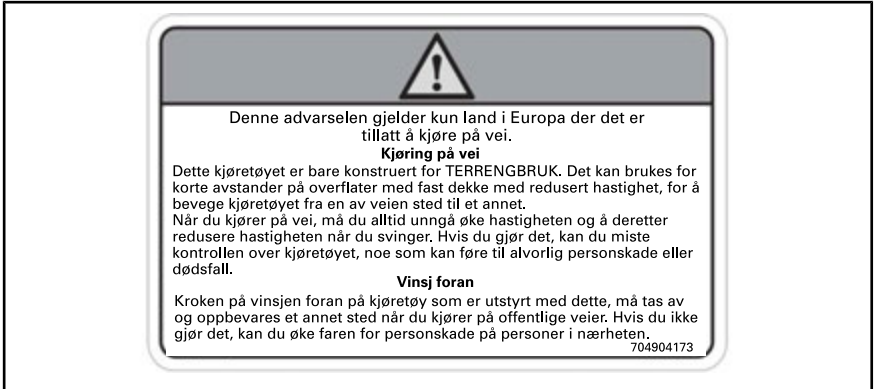 Denne advarselen gjelder kun land i Europa der det er
tillatt å kjøre på vei.
Kjøring på vei
Dette kjøretøyet er bare konstruert for TERRENGBRUK. Det kan brukes for
korte avstander på overflater med fast dekke med redusert hastighet, for å
bevege kjøretøyet fra en av veien sted til et annet.
Når du kjører på vei, må du alltid unngå øke hastigheten og å deretter
redusere hastigheten når du svinger. Hvis du gjør det, kan du miste
kontrollen over kjøretøyet, noe som kan føre til alvorlig personskade eller
dødsfall.
Vinsj foran
Kroken på vinsjen foran på kjøretøy som er utstyrt med dette, må tas av
og oppbevares et annet sted når du kjører på offentlige veier. Hvis du ikke
gjør det, kan du øke faren for personskade på personer i nærheten.
704904173